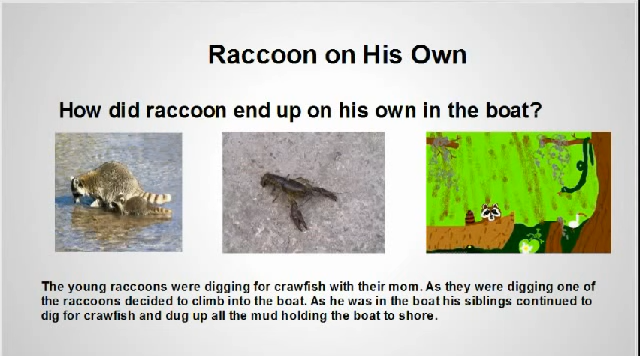 Raccoon on His Own
How did raccoon end up on his own in the boat?
The young raccoons were digging for crawfish with their mom. As they were digging one of
the raccoons decided to climb into the boat. As he was in the boat his siblings continued to
dig for crawfish and dug up all the mud holding the boat to shore.